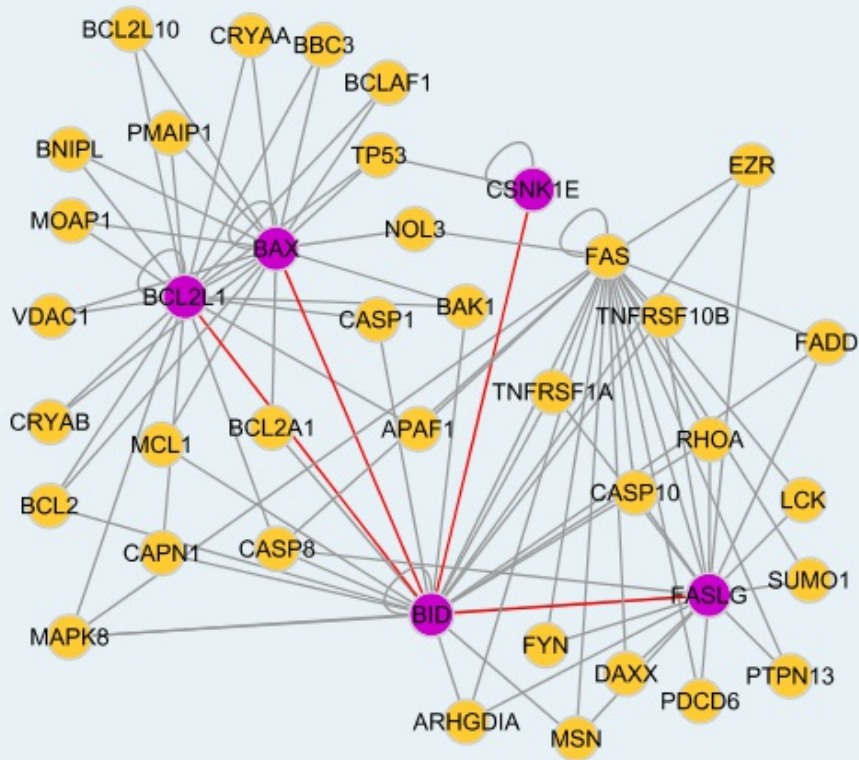 BCL2L10
CRYAA
BBC3
BCLAF1
PMAIP1
BNIPL
TP53
EZR
CSNK1E
MOAP1
NOL3
BAX
FAS
BCL2L1
VDAC1
CASP1
BAK1
TNFRSF10B
FADD
TNFRSF1A
CRYAB
MCL1
BCL2A1
APAF1
RHOA
BCL2
CASP10
LCK
CAPN1
CASP8
SUMO1
FASLG
BID
MAPK8
FYN
DAXX
PTPN13
PDCD6
ARHGDIA
MSN